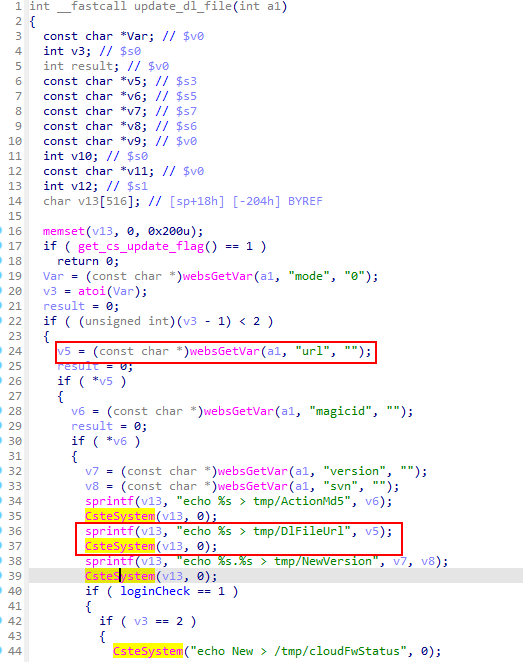 1 int __fastcall update_dl_file(int a1)
2 {
3 const char *Var; // $v0
4 int v3; // $s0
5 int result; // $v0
6 const char *v5; // $s3
7 const char *v6; // $s5
8 const char *v7; // $s7
9 const char *v8; // $s6
10 const char *v9; // $v0
11 int v10; // $s0
12 const char *v11; // $v0
13 int v12; // $s1
14 char v13[516]; // [sp+18h] [-204h] BYREF
15
16 memset(v13, 0, 0x200u);
17 if ( get_cs_update_flag() == 1 )
18 return 0;
19 Var = (const char *)websGetVar(a1, "mode", "0");
20 v3 = atoi(Var);
21 result = 0;
22 if ( (unsigned int)(v3 - 1) < 2 )
23 {
24 v5 = (const char *)websGetVar(a1, "url", "");
25 result = 0;
26 if ( *v5 )
27 {
28 v6 = (const char *)websGetVar(a1, "magicid", "");
29 result = 0;
30 if ( *v6 )
31 {
32 v7 = (const char *)websGetVar(a1, "version", "");
33 v8 = (const char *)websGetVar(a1, "svn", "");
34 sprintf(v13, "echo %s > tmp/ActionMd5", v6);
35 CsteSystem(v13, 0);
36 sprintf(v13, "echo %s > tmp/DlFileUrl", v5);
37 CsteSystem(v13, 0);
38 sprintf(v13, "echo %s.%s > tmp/NewVersion", v7, v8);
39 CsteSystem(v13, 0);
40 if ( loginCheck == 1 )
41 {
42 if ( v3 == 2 )
43 {
44 CsteSystem("echo New > /tmp/cloudFwStatus", 0);